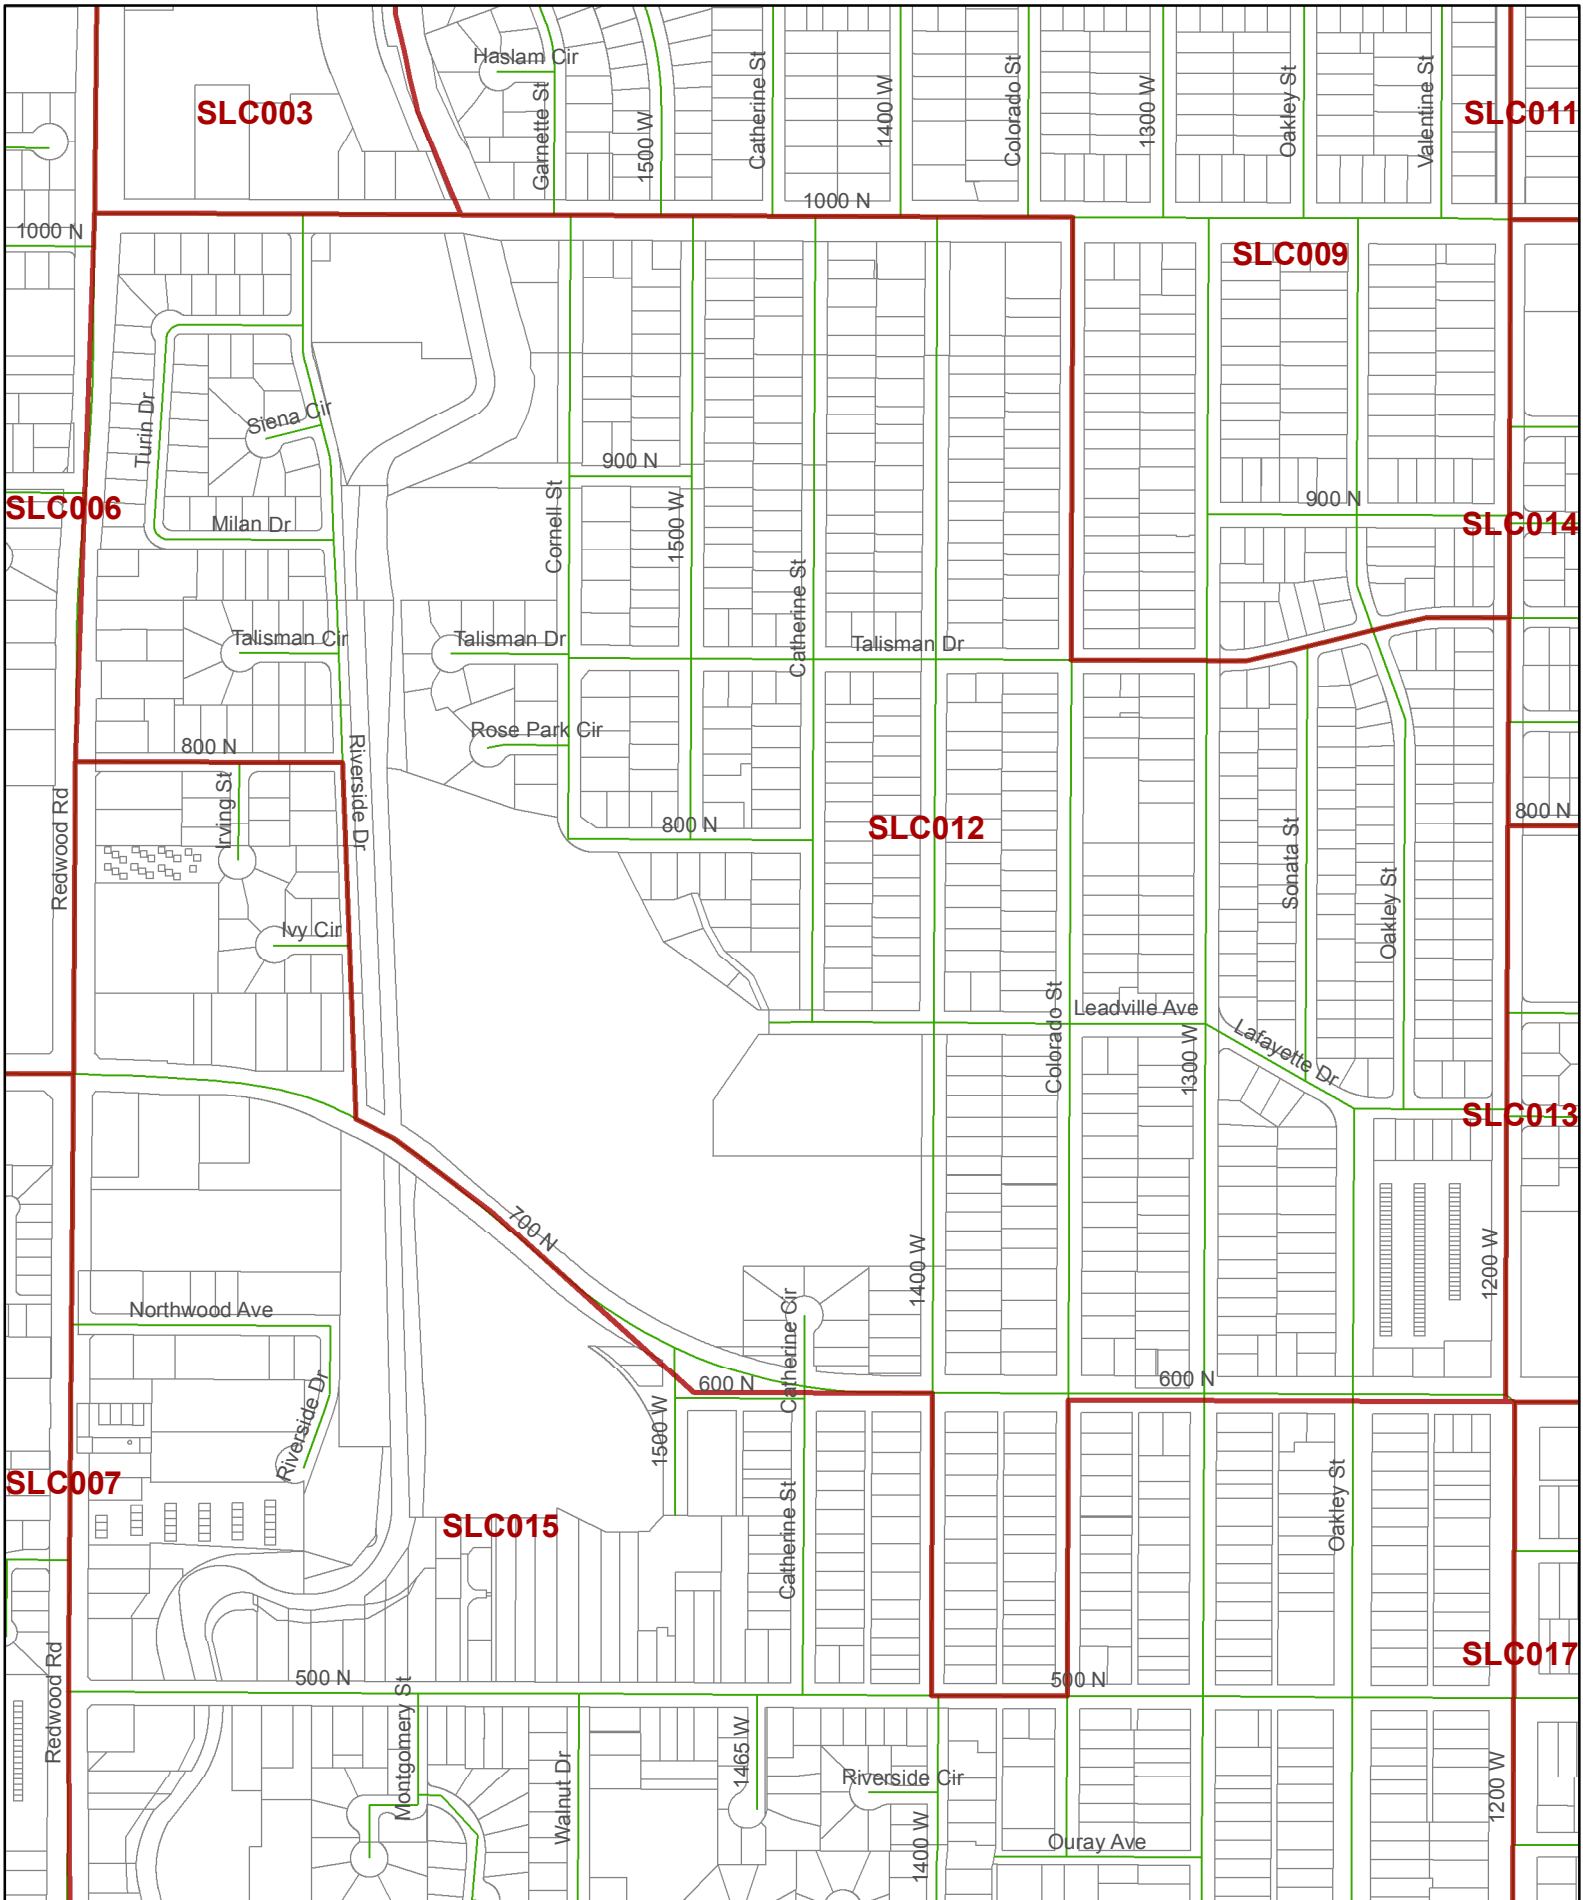 Haslam Cir
Garnette St
1500 W
Catherine St
1400 W
Colorado St
1300 W
Oakley St
Valentine St
SLC003
SLC011
1000 N
1000 N
SLC009
Turin Dr
Siena Cir
900 N
Cornell St
1500 W
900 N
SLC006
Milan Dr
SLC014
Catherine St
Talisman Cir
Talisman Dr
Talisman Dr
Rose Park Cir
800 N
Riverside Dr
Irving St
Redwood Rd
800 N
SLC012
800 N
Sonata St
Oakley St
Ivy Cir
Colorado St
Leadville Ave
1300 W
Lafayette Dr
SLC013
700 N
1400 W
1200 W
Northwood Ave
Catherine Cir
Riverside Dr
600 N
600 N
1500 W
SLC007
SLC015
Catherine St
Oakley St
Redwood Rd
500 N
500 N
SLC017
Montgomery St
Walnut Dr
1465 W
Riverside Cir
1400 W
Ouray Ave
1200 W